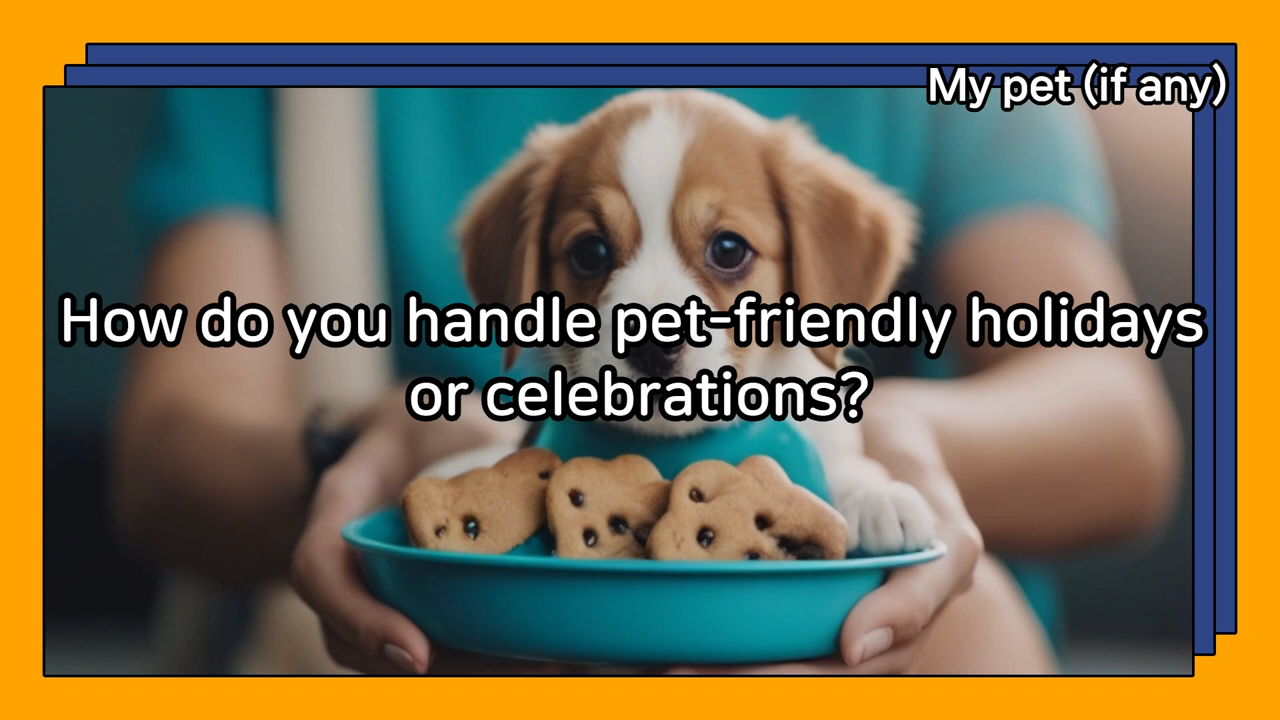 My pet (if any)
How do you handle pet-friendly holidays
or celebrations?